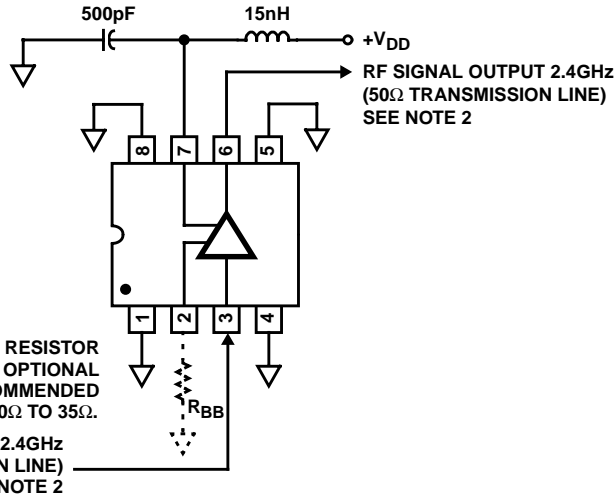 500pF
15nH
+VDD
RF SIGNAL OUTPUT 2.4GHz
(50Ω TRANSMISSION LINE)
SEE NOTE 2
8 7 6 5
1 2 3 4
RESISTOR
OPTIONAL
OMMENDED
0Ω TO 35Ω.
RBB
2.4GHz
N LINE)
NOTE 2